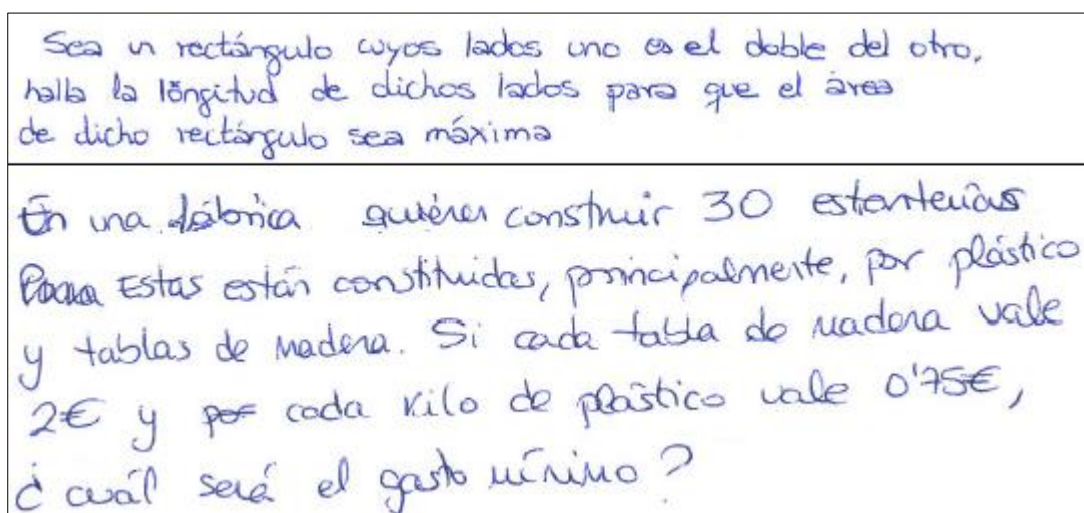 Sea un rectángulo cuyos lados uno es el doble del otro,
halla la longitud de dichos lados para que el área
de dicho rectángulo sea máxima
En una fábrica quieren construir 30 estanterías
Para Estas están constituidas, principalmente, por plástico
y tablas de madera. Si cada tabla de madera vale
2€ y por cada kilo de plástico vale 0'75€,
¿cuál será el gasto mínimo?